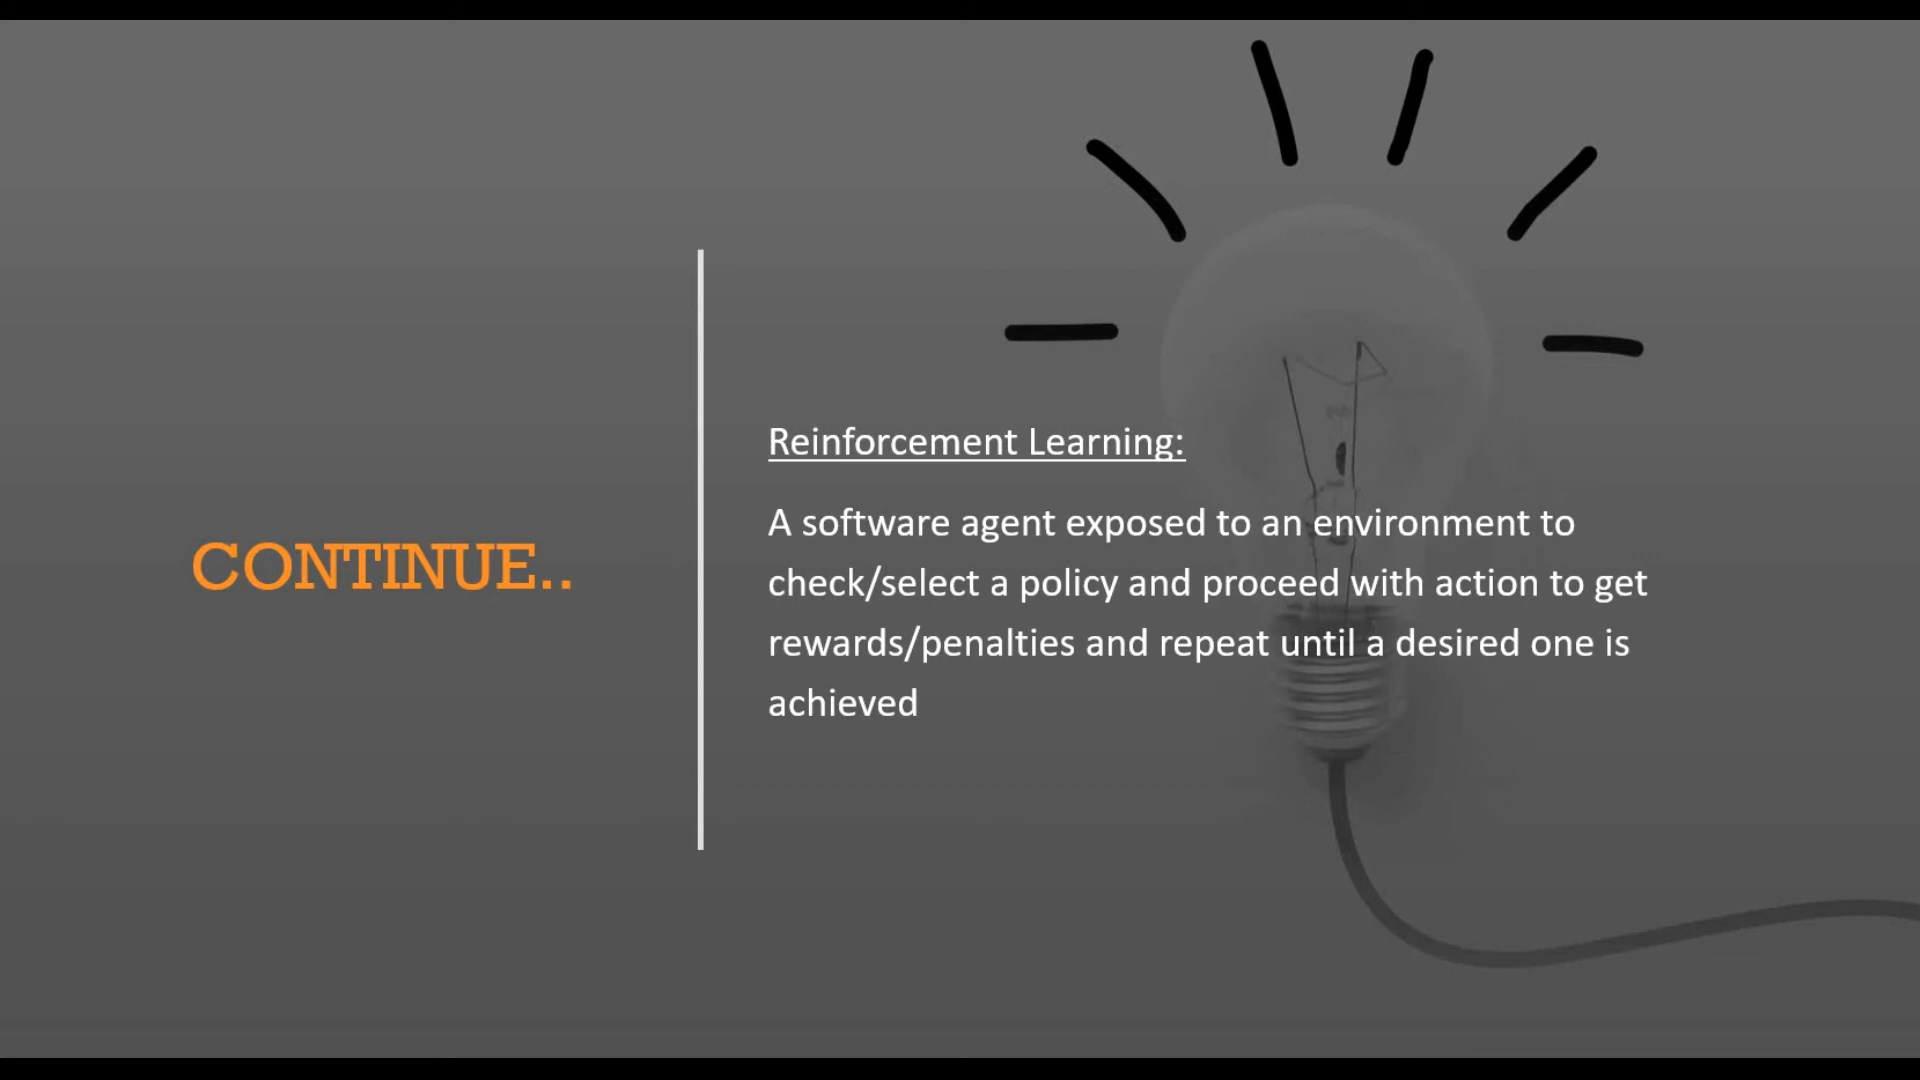 CONTINUE..
Reinforcement Learning:
A software agent exposed to an environment to
check/select a policy and proceed with action to get
rewards/penalties and repeat until a desired one is
achieved